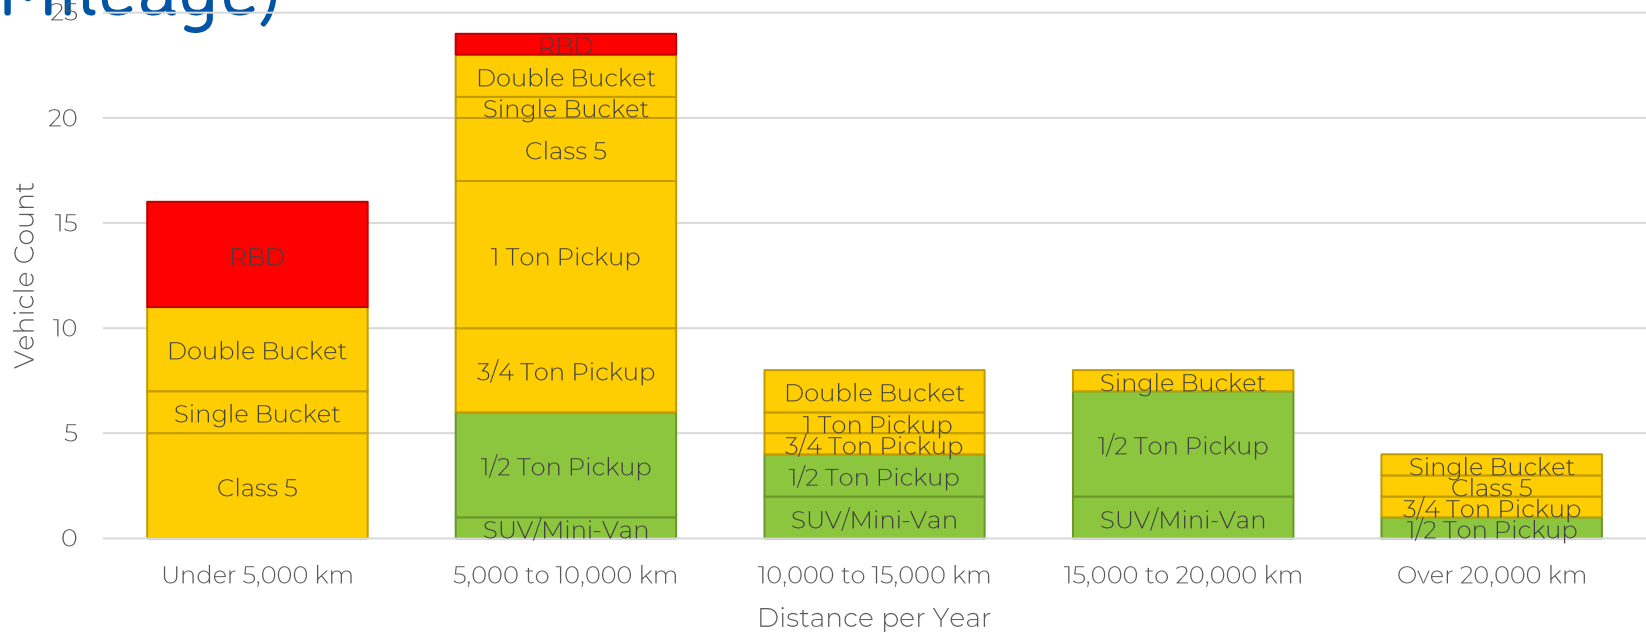 Mileage)
25
20
15
10
5
0
Vehicle Count
RBD
Double Bucket
Single Bucket
Class 5
RBD
Double Bucket
Single Bucket
Class 5
1 Ton Pickup
3/4 Ton Pickup
1/2 Ton Pickup
SUV/Mini-Van
Double Bucket
1 Ton Pickup
3/4 Ton Pickup
1/2 Ton Pickup
SUV/Mini-Van
Single Bucket
1/2 Ton Pickup
SUV/Mini-Van
Single Bucket
Class 5
3/4 Ton Pickup
1/2 Ton Pickup
Under 5,000 km
5,000 to 10,000 km
10,000 to 15,000 km
15,000 to 20,000 km
Over 20,000 km
Distance per Year